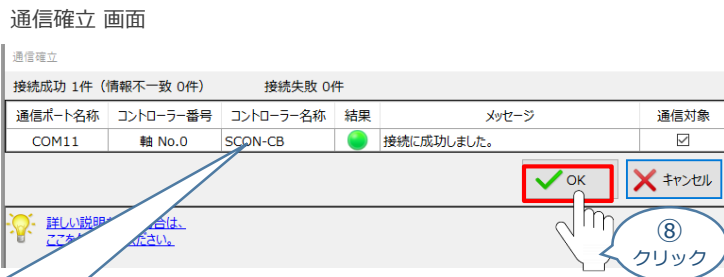 通信確立 画面
通信確立
接続成功 1件（情報不一致 0件） 接続失敗 0件
通信ポート名称 コントローラー番号 コントローラー名称 結果 メッセージ 通信対象
COM11 軸 No.0 SCON-CB 接続に成功しました。
OK キャンセル
詳しい説明 合は、
ここを ださい。
⑧
クリック